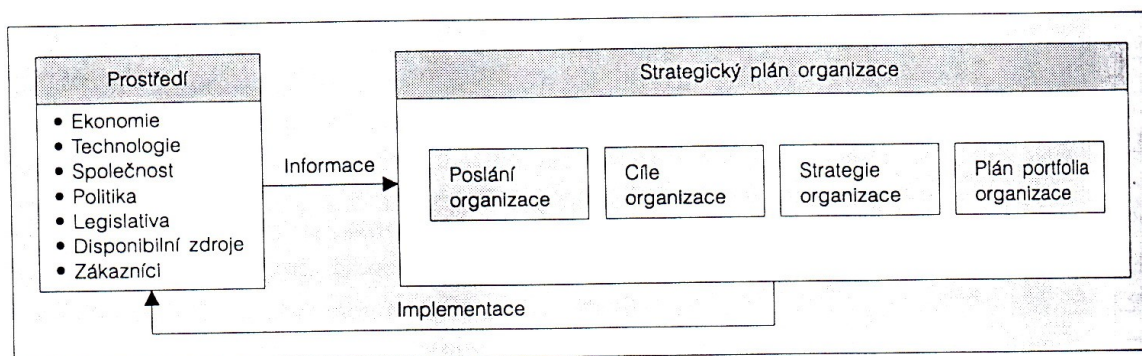 Prostředí
• Ekonomie
• Technologie
• Společnost
• Politika
• Legislativa
• Disponibilní zdroje
• Zákazníci
Informace
Strategický plán organizace
Poslání
organizace
Cíle
organizace
Strategie
organizace
Plán portfolia
organizace
Implementace